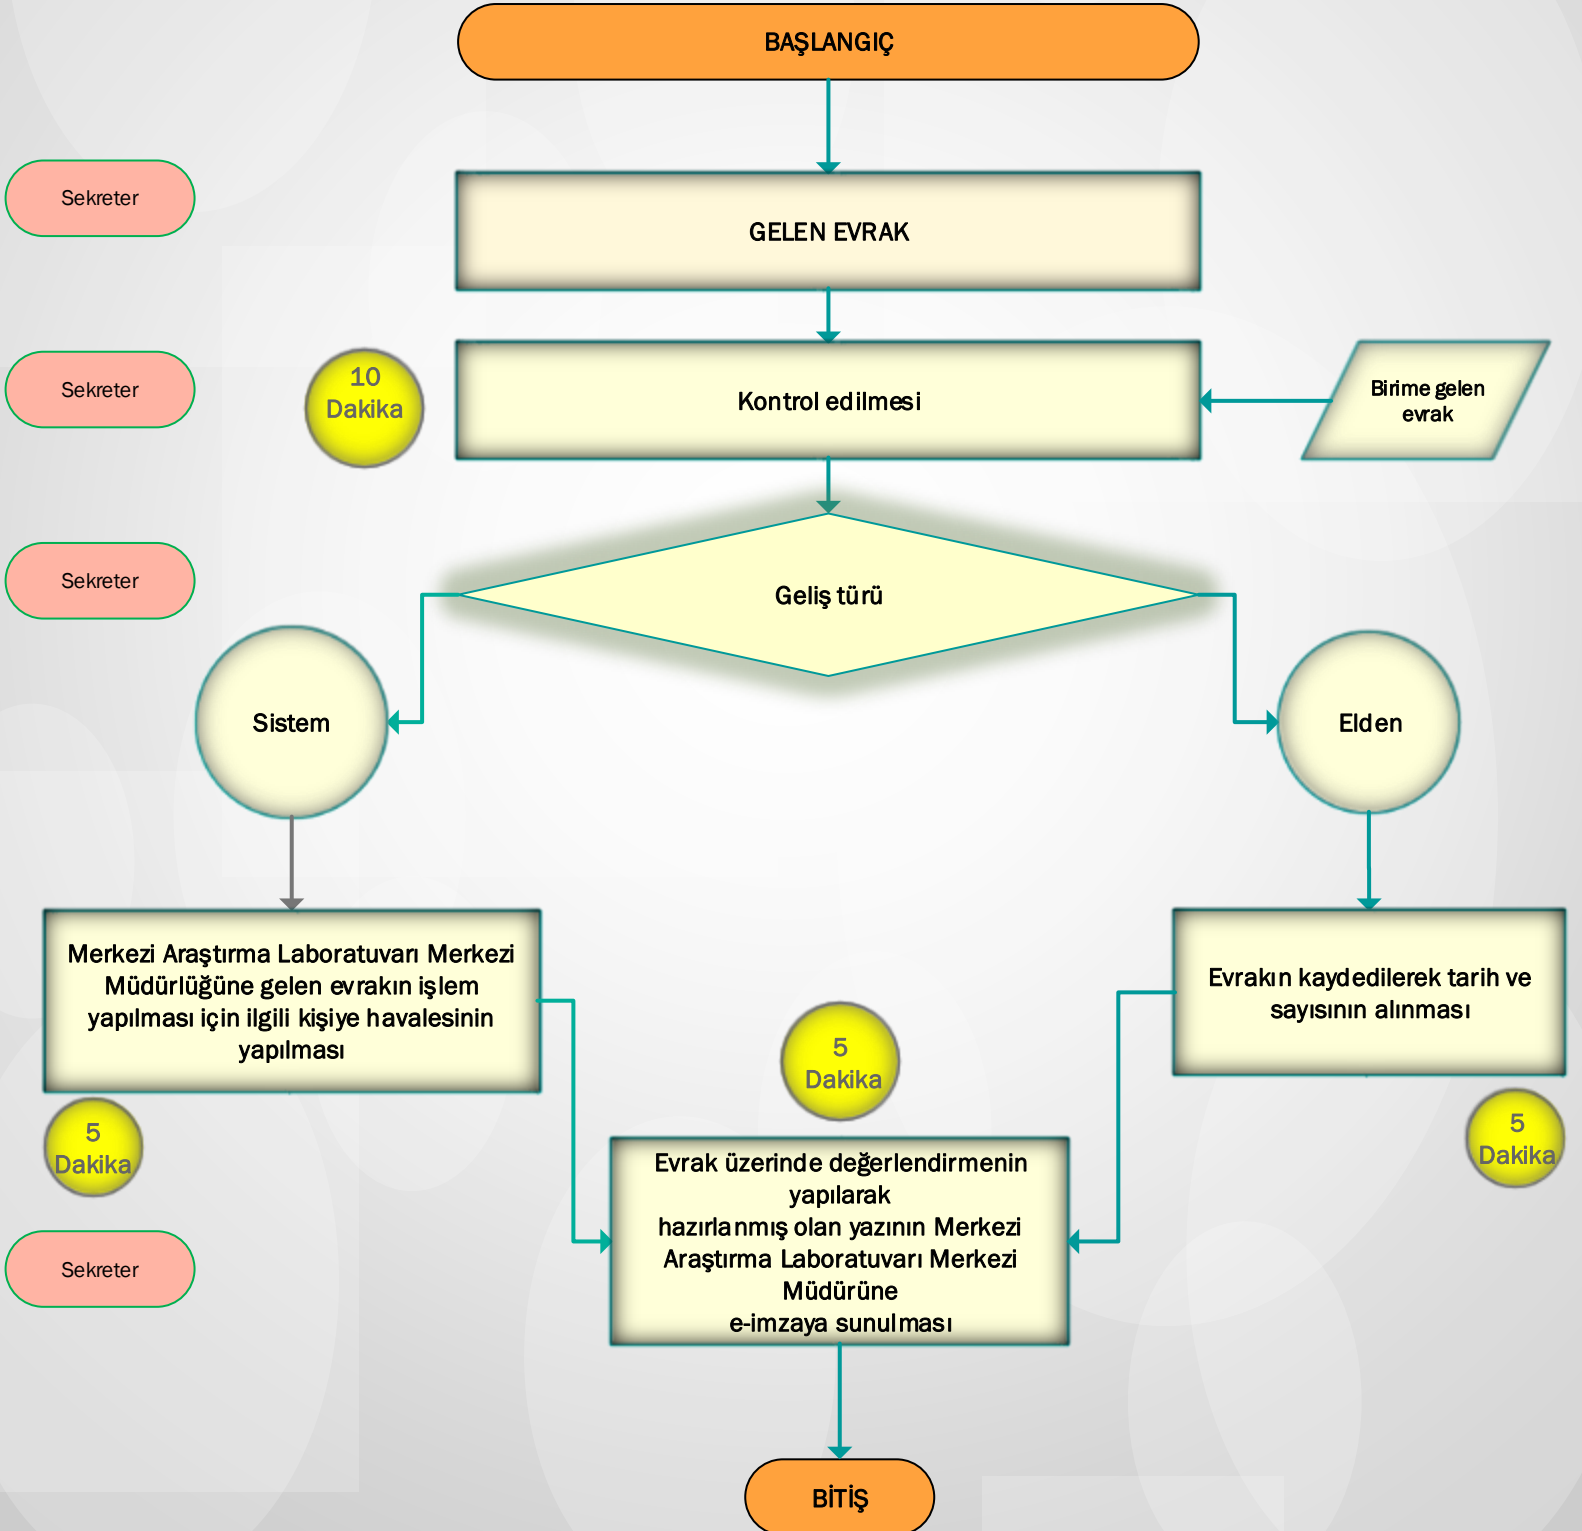 BAŞLANGIÇ
Sekreter
GELEN EVRAK
Sekreter
10
Dakika
Kontrol edilmesi
Birime gelen
evrak
Sekreter
Geliş türü
Sistem
Elden
Merkezi Araştırma Laboratuvarı Merkezi
Müdürlüğüne gelen evrakın işlem
yapılması için ilgili kişiye havalesinin
yapılması
Evrakın kaydedilerek tarih ve
sayısının alınması
5
Dakika
5
Dakika
5
Dakika
Sekreter
Evrak üzerinde değerlendirmenin
yapılarak
hazırlanmış olan yazının Merkezi
Araştırma Laboratuvarı Merkezi
Müdürüne
e-imzaya sunulması
BİTİŞ